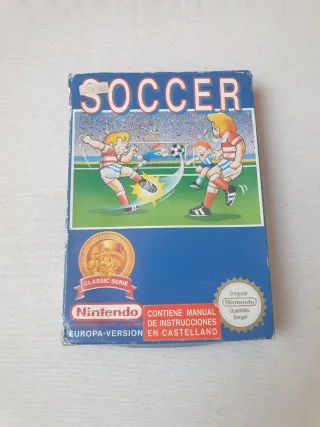 SOCCER
CLASSIC SERIE
Nintendo
EUROPA-VERSION
CONTIENE MANUAL
DE INSTRUCCIONES
EN CASTELLANO
Original
Nintendo
Qualitäts
Siegel